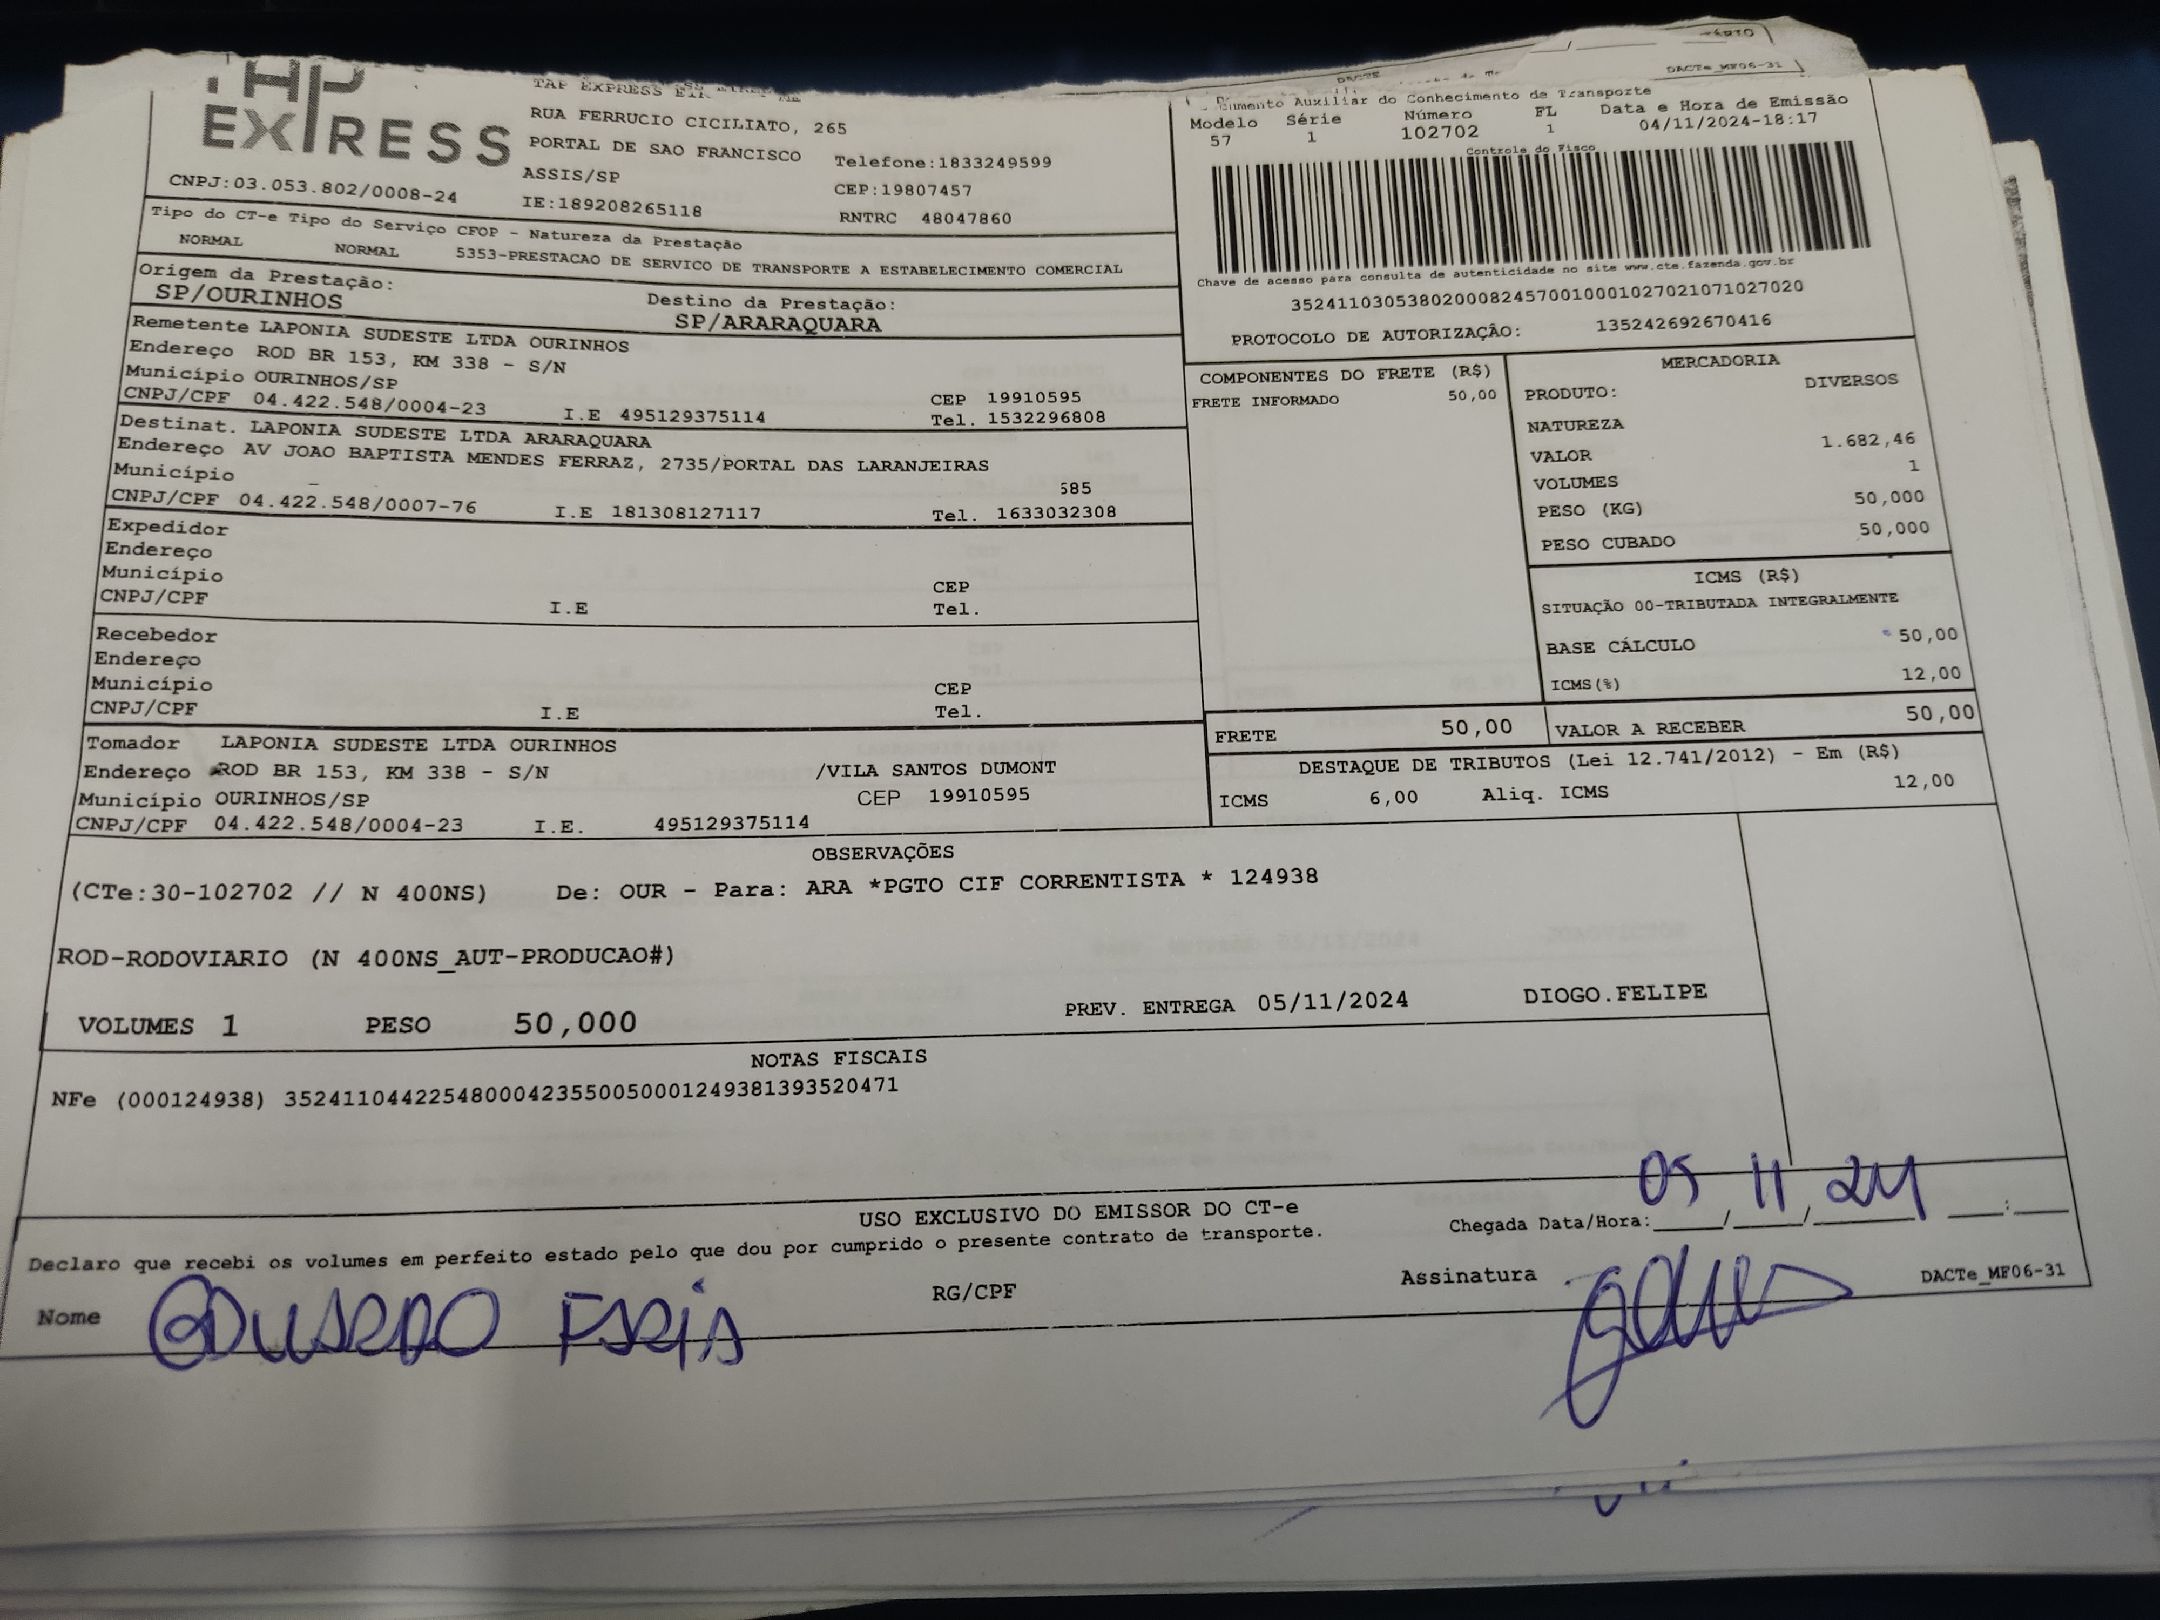 TAP
EXPRESS
TAP EXPRESS
RUA FERRUCIO CICILIATO, 265
PORTAL DE SAO FRANCISCO Telefone:1833249599
ASSIS/SP CEP:19807457
CNPJ:03.053.802/0008-24 IE:189208265118 RNTRC 48047860
Tipo do CT-e Tipo do Serviço CFOP - Natureza da Prestação
NORMAL NORMAL 5353-PRESTACAO DE SERVICO DE TRANSPORTE A ESTABELECIMENTO COMERCIAL
Origem da Prestação: Destino da Prestação:
SP/OURINHOS SP/ARARAQUARA
Remetente LAPONIA SUDESTE LTDA OURINHOS
Endereço ROD BR 153, KM 338 - S/N
Município OURINHOS/SP CEP 19910595
CNPJ/CPF 04.422.548/0004-23 I.E 495129375114 Tel. 1532296808
Destinat. LAPONIA SUDESTE LTDA ARARAQUARA
Endereço AV JOAO BAPTISTA MENDES FERRAZ, 2735/PORTAL DAS LARANJEIRAS
Município 585
CNPJ/CPF 04.422.548/0007-76 I.E 181308127117 Tel. 1633032308
Expedidor
Endereço
Município CEP
CNPJ/CPF I.E Tel.
Recebedor
Endereço
Município CEP
CNPJ/CPF I.E Tel.
Tomador LAPONIA SUDESTE LTDA OURINHOS
Endereço ROD BR 153, KM 338 - S/N /VILA SANTOS DUMONT
Município OURINHOS/SP CEP 19910595
CNPJ/CPF 04.422.548/0004-23 I.E. 495129375114
DACTE
DACTe_MF06-31
Auxiliar do Conhecimento de Transporte
Modelo Série Número FL Data e Hora de Emissão
57 1 102702 1 04/11/2024-18:17
Controle do Fisco
Chave de acesso para consulta de autenticidade no site www.cte.fazenda.gov.br
35241103053802000824570010001027021071027020
PROTOCOLO DE AUTORIZAÇÃO: 135242692670416
COMPONENTES DO FRETE (R$)
FRETE INFORMADO 50,00
MERCADORIA
PRODUTO: DIVERSOS
NATUREZA
VALOR 1.682,46
VOLUMES 1
PESO (KG) 50,000
PESO CUBADO 50,000
ICMS (R$)
SITUAÇÃO 00-TRIBUTADA INTEGRALMENTE
BASE CÁLCULO 50,00
ICMS(%) 12,00
FRETE 50,00 VALOR A RECEBER 50,00
DESTAQUE DE TRIBUTOS (Lei 12.741/2012) - Em (R$)
ICMS 6,00 Aliq. ICMS 12,00
OBSERVAÇÕES
(CTe:30-102702 // N 400NS) De: OUR - Para: ARA *PGTO CIF CORRENTISTA * 124938
ROD-RODOVIARIO (N 400NS_AUT-PRODUCAO#)
VOLUMES 1 PESO 50,000 PREV. ENTREGA 05/11/2024 DIOGO.FELIPE
NOTAS FISCAIS
NFe (000124938) 35241104422548000423550050001249381393520471
USO EXCLUSIVO DO EMISSOR DO CT-e
Chegada Data/Hora: 05/11/24 :
Declaro que recebi os volumes em perfeito estado pelo que dou por cumprido o presente contrato de transporte.
Nome EDUARDO FARIA RG/CPF Assinatura DACTe_MF06-31